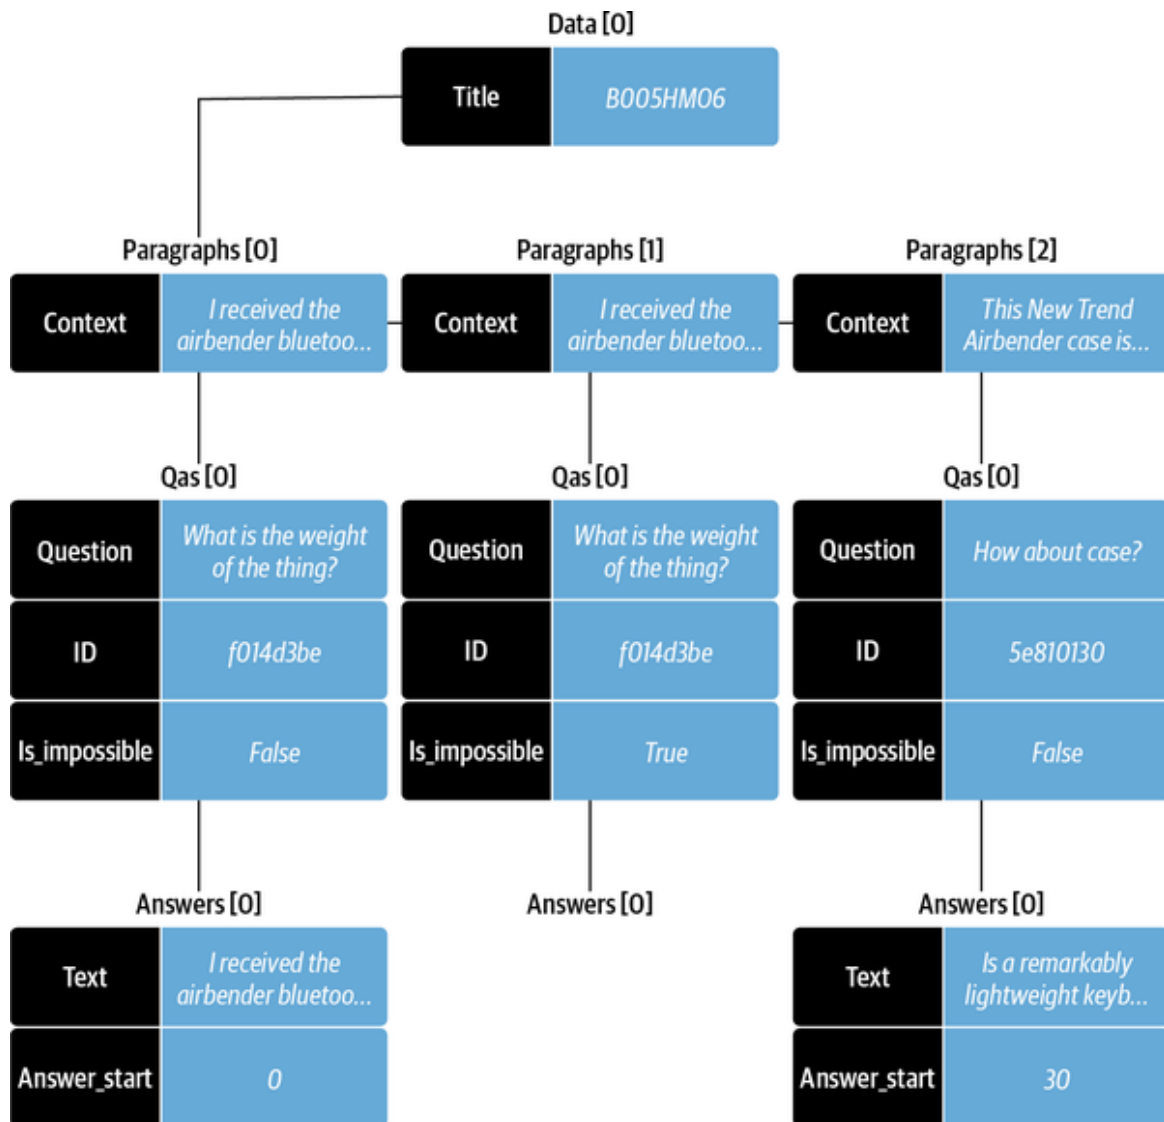 Data [0]
Title
B005HM06
Paragraphs [0]
Paragraphs [1]
Paragraphs [2]
Context
I received the
airbender bluetoo...
Context
I received the
airbender bluetoo...
Context
This New Trend
Airbender case is...
Qas [0]
Qas [0]
Qas [0]
Question
What is the weight
of the thing?
Question
What is the weight
of the thing?
Question
How about case?
ID
f014d3be
ID
f014d3be
ID
5e810130
Is_impossible
False
Is_impossible
True
Is_impossible
False
Answers [0]
Answers [0]
Answers [0]
Text
I received the
airbender bluetoo...
Text
Is a remarkably
lightweight keyb...
Answer_start
0
Answer_start
30